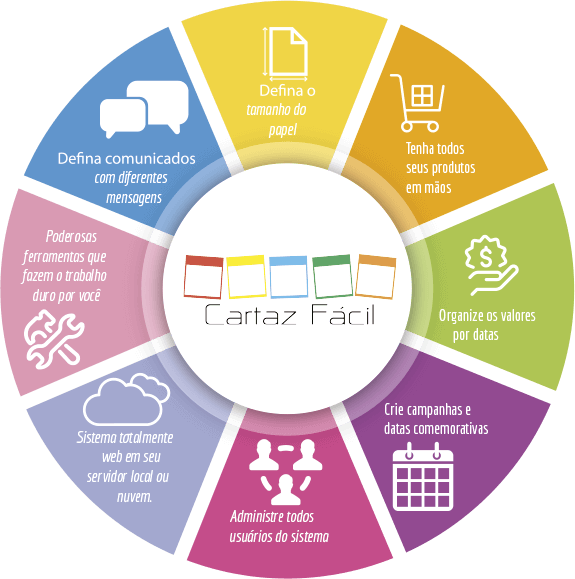 Defina o
tamanho do
papel
Tenha todos
seus produtos
em mãos
Organize os valores
por datas
Crie campanhas e
datas comemorativas
Administre todos
usuários do sistema
Sistema totalmente
web em seu
servidor local ou
nuvem.
Poderosas
ferramentas que
fazem o trabalho
duro por você
Defina comunicados
com diferentes
mensagens
Cartaz Fácil